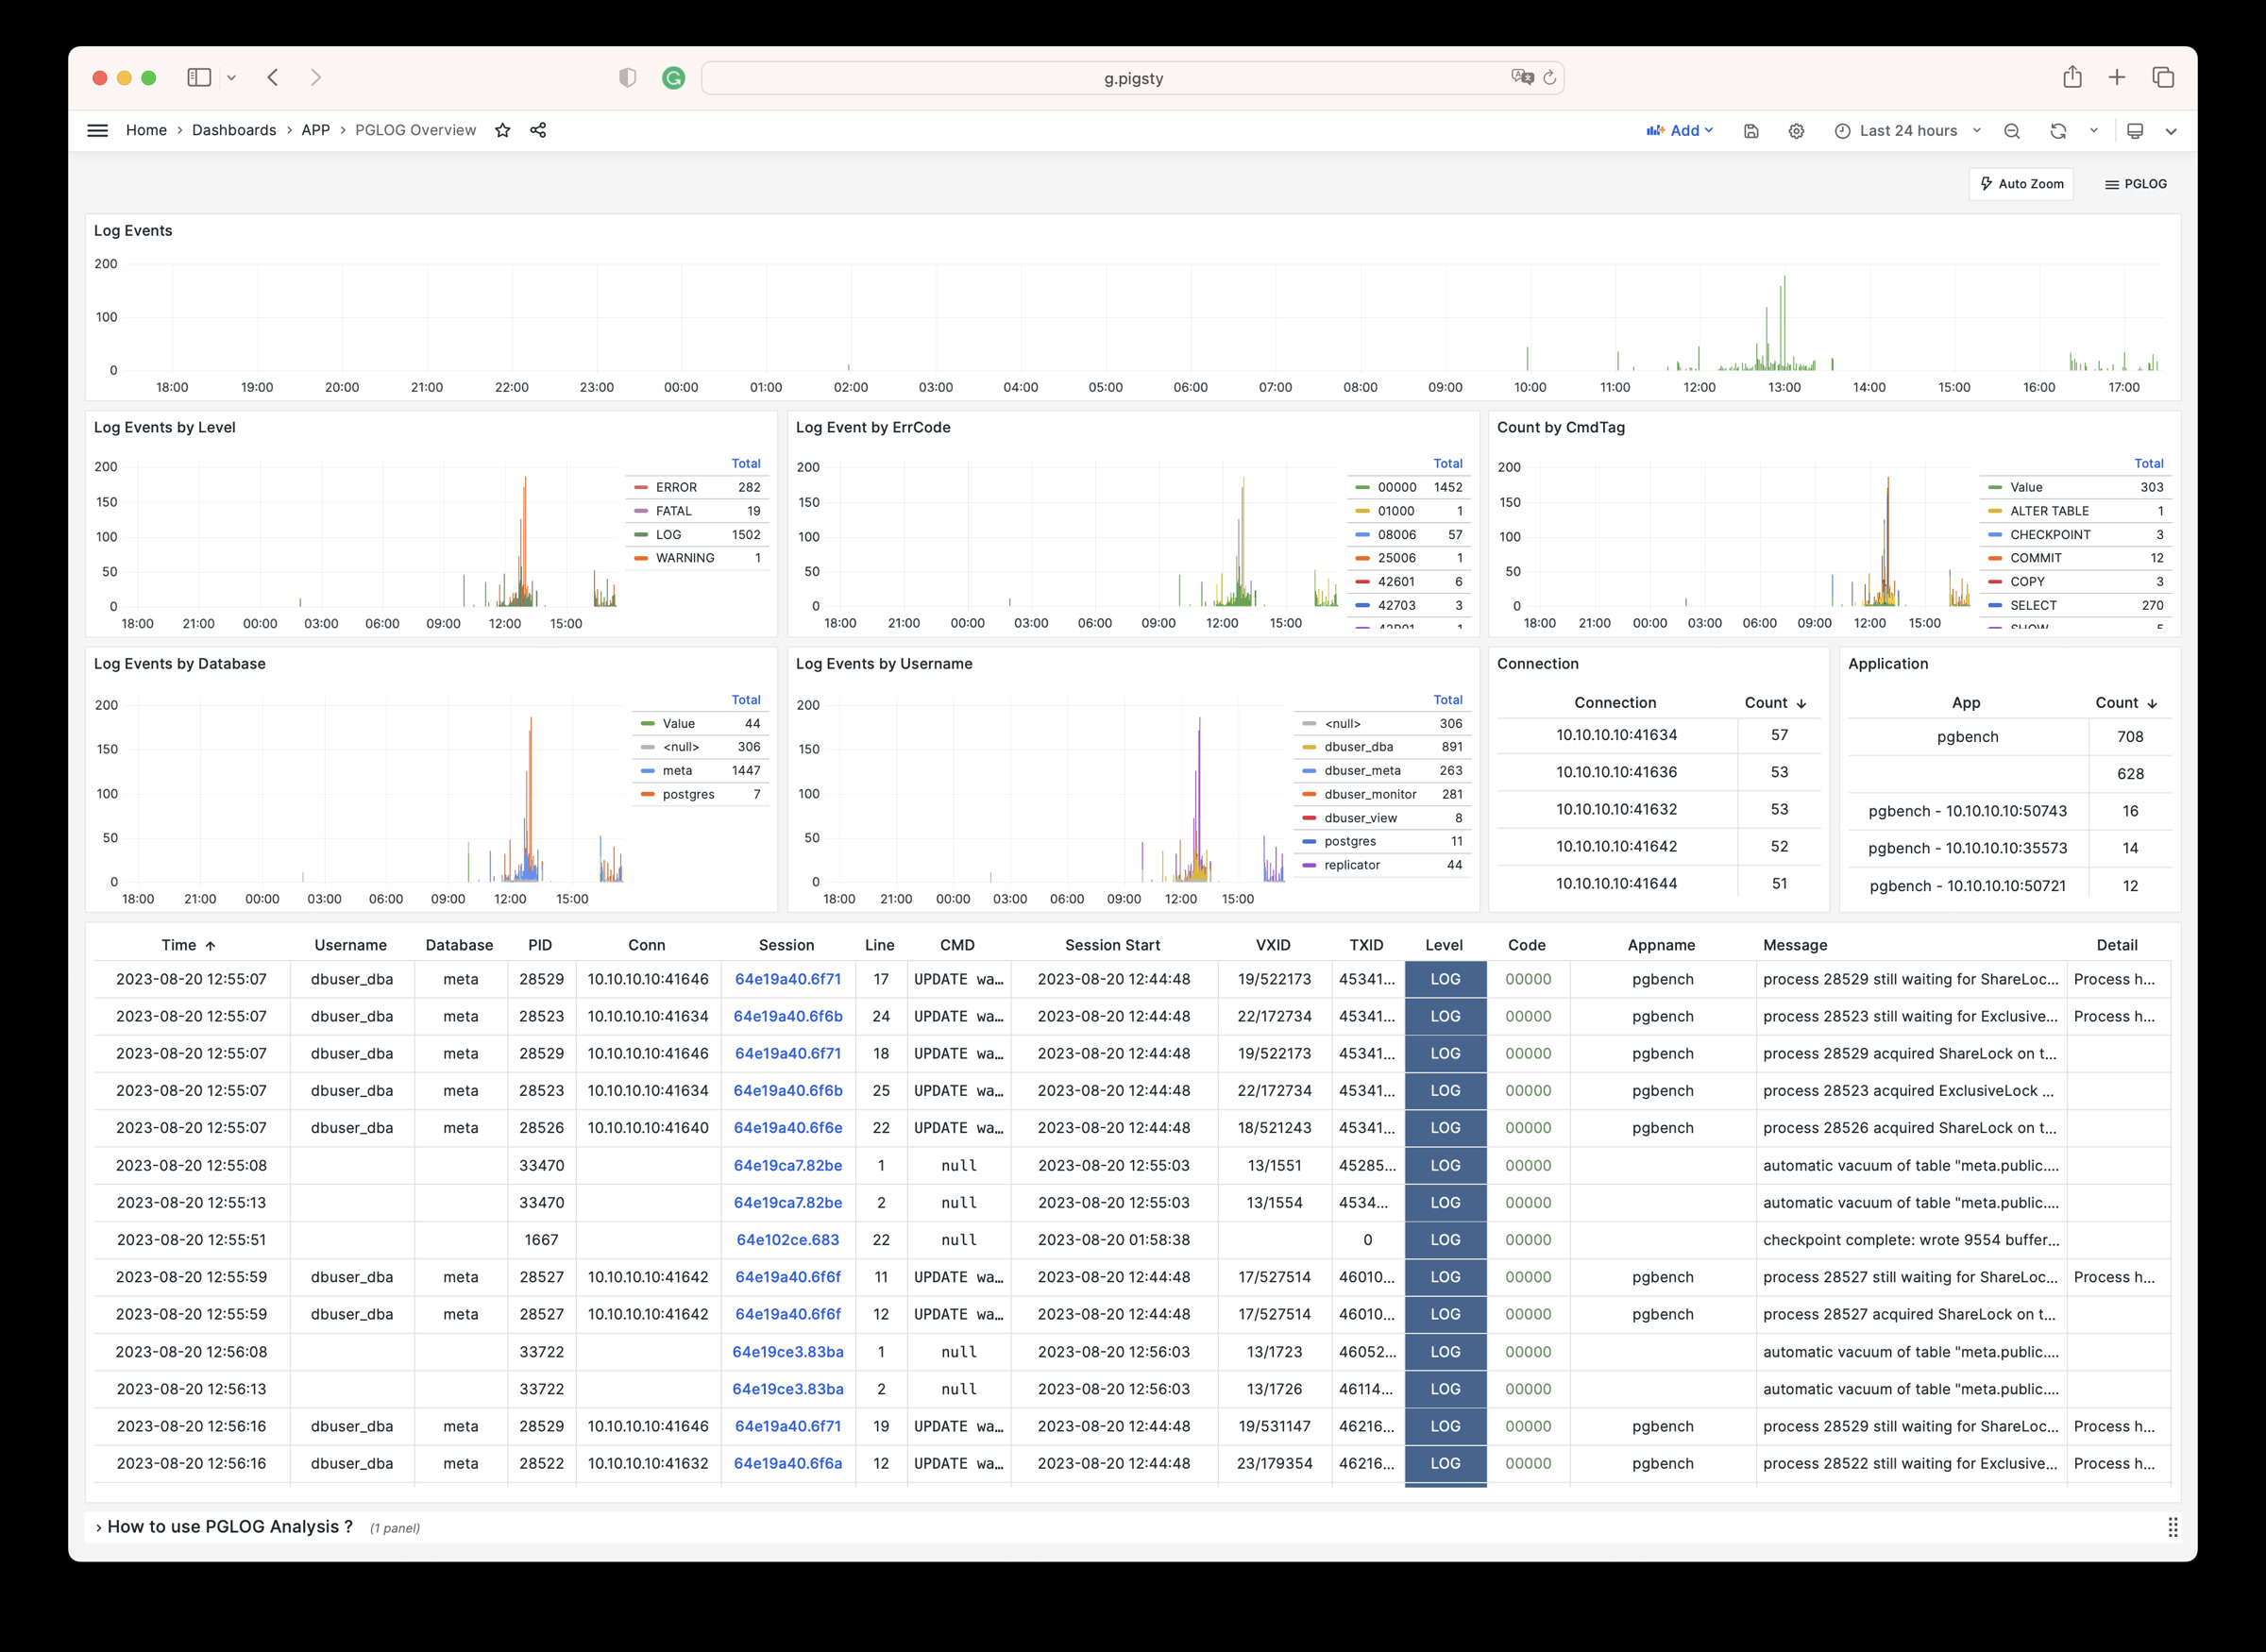 g.pigsty
Home › Dashboards › APP › PGLOG Overview
Add
Last 24 hours
Auto Zoom
PGLOG
Log Events
200
100
0
18:00 19:00 20:00 21:00 22:00 23:00 00:00 01:00 02:00 03:00 04:00 05:00 06:00 07:00 08:00 09:00 10:00 11:00 12:00 13:00 14:00 15:00 16:00 17:00
Log Events by Level
200
150
100
50
0
18:00 21:00 00:00 03:00 06:00 09:00 12:00 15:00
Total
ERROR 282
FATAL 19
LOG 1502
WARNING 1
Log Event by ErrCode
200
150
100
50
0
18:00 21:00 00:00 03:00 06:00 09:00 12:00 15:00
Total
00000 1452
01000 1
08006 57
25006 1
42601 6
42703 3
Count by CmdTag
200
150
100
50
0
18:00 21:00 00:00 03:00 06:00 09:00 12:00 15:00
Total
Value 303
ALTER TABLE 1
CHECKPOINT 3
COMMIT 12
COPY 3
SELECT 270
Log Events by Database
200
150
100
50
0
18:00 21:00 00:00 03:00 06:00 09:00 12:00 15:00
Total
Value 44
<null> 306
meta 1447
postgres 7
Log Events by Username
200
150
100
50
0
18:00 21:00 00:00 03:00 06:00 09:00 12:00 15:00
Total
<null> 306
dbuser_dba 891
dbuser_meta 263
dbuser_monitor 281
dbuser_view 8
postgres 11
replicator 44
Connection
Connection Count ↓
10.10.10.10:41634 57
10.10.10.10:41636 53
10.10.10.10:41632 53
10.10.10.10:41642 52
10.10.10.10:41644 51
Application
App Count ↓
pgbench 708
628
pgbench - 10.10.10.10:50743 16
pgbench - 10.10.10.10:35573 14
pgbench - 10.10.10.10:50721 12
Time ↑ Username Database PID Conn Session Line CMD Session Start VXID TXID Level Code Appname Message Detail
2023-08-20 12:55:07 dbuser_dba meta 28529 10.10.10.10:41646 64e19a40.6f71 17 UPDATE wa… 2023-08-20 12:44:48 19/522173 45341… LOG 00000 pgbench process 28529 still waiting for ShareLoc… Process h…
2023-08-20 12:55:07 dbuser_dba meta 28523 10.10.10.10:41634 64e19a40.6f6b 24 UPDATE wa… 2023-08-20 12:44:48 22/172734 45341… LOG 00000 pgbench process 28523 still waiting for Exclusive… Process h…
2023-08-20 12:55:07 dbuser_dba meta 28529 10.10.10.10:41646 64e19a40.6f71 18 UPDATE wa… 2023-08-20 12:44:48 19/522173 45341… LOG 00000 pgbench process 28529 acquired ShareLock on t…
2023-08-20 12:55:07 dbuser_dba meta 28523 10.10.10.10:41634 64e19a40.6f6b 25 UPDATE wa… 2023-08-20 12:44:48 22/172734 45341… LOG 00000 pgbench process 28523 acquired ExclusiveLock …
2023-08-20 12:55:07 dbuser_dba meta 28526 10.10.10.10:41640 64e19a40.6f6e 22 UPDATE wa… 2023-08-20 12:44:48 18/521243 45341… LOG 00000 pgbench process 28526 acquired ShareLock on t…
2023-08-20 12:55:08 33470 64e19ca7.82be 1 null 2023-08-20 12:55:03 13/1551 45285… LOG 00000 automatic vacuum of table "meta.public.…
2023-08-20 12:55:13 33470 64e19ca7.82be 2 null 2023-08-20 12:55:03 13/1554 4534… LOG 00000 automatic vacuum of table "meta.public.…
2023-08-20 12:55:51 1667 64e102ce.683 22 null 2023-08-20 01:58:38 0 LOG 00000 checkpoint complete: wrote 9554 buffer…
2023-08-20 12:55:59 dbuser_dba meta 28527 10.10.10.10:41642 64e19a40.6f6f 11 UPDATE wa… 2023-08-20 12:44:48 17/527514 46010… LOG 00000 pgbench process 28527 still waiting for ShareLoc… Process h…
2023-08-20 12:55:59 dbuser_dba meta 28527 10.10.10.10:41642 64e19a40.6f6f 12 UPDATE wa… 2023-08-20 12:44:48 17/527514 46010… LOG 00000 pgbench process 28527 acquired ShareLock on t…
2023-08-20 12:56:08 33722 64e19ce3.83ba 1 null 2023-08-20 12:56:03 13/1723 46052… LOG 00000 automatic vacuum of table "meta.public.…
2023-08-20 12:56:13 33722 64e19ce3.83ba 2 null 2023-08-20 12:56:03 13/1726 46114… LOG 00000 automatic vacuum of table "meta.public.…
2023-08-20 12:56:16 dbuser_dba meta 28529 10.10.10.10:41646 64e19a40.6f71 19 UPDATE wa… 2023-08-20 12:44:48 19/531147 46216… LOG 00000 pgbench process 28529 still waiting for ShareLoc… Process h…
2023-08-20 12:56:16 dbuser_dba meta 28522 10.10.10.10:41632 64e19a40.6f6a 12 UPDATE wa… 2023-08-20 12:44:48 23/179354 46216… LOG 00000 pgbench process 28522 still waiting for Exclusive… Process h…
› How to use PGLOG Analysis ? (1 panel)